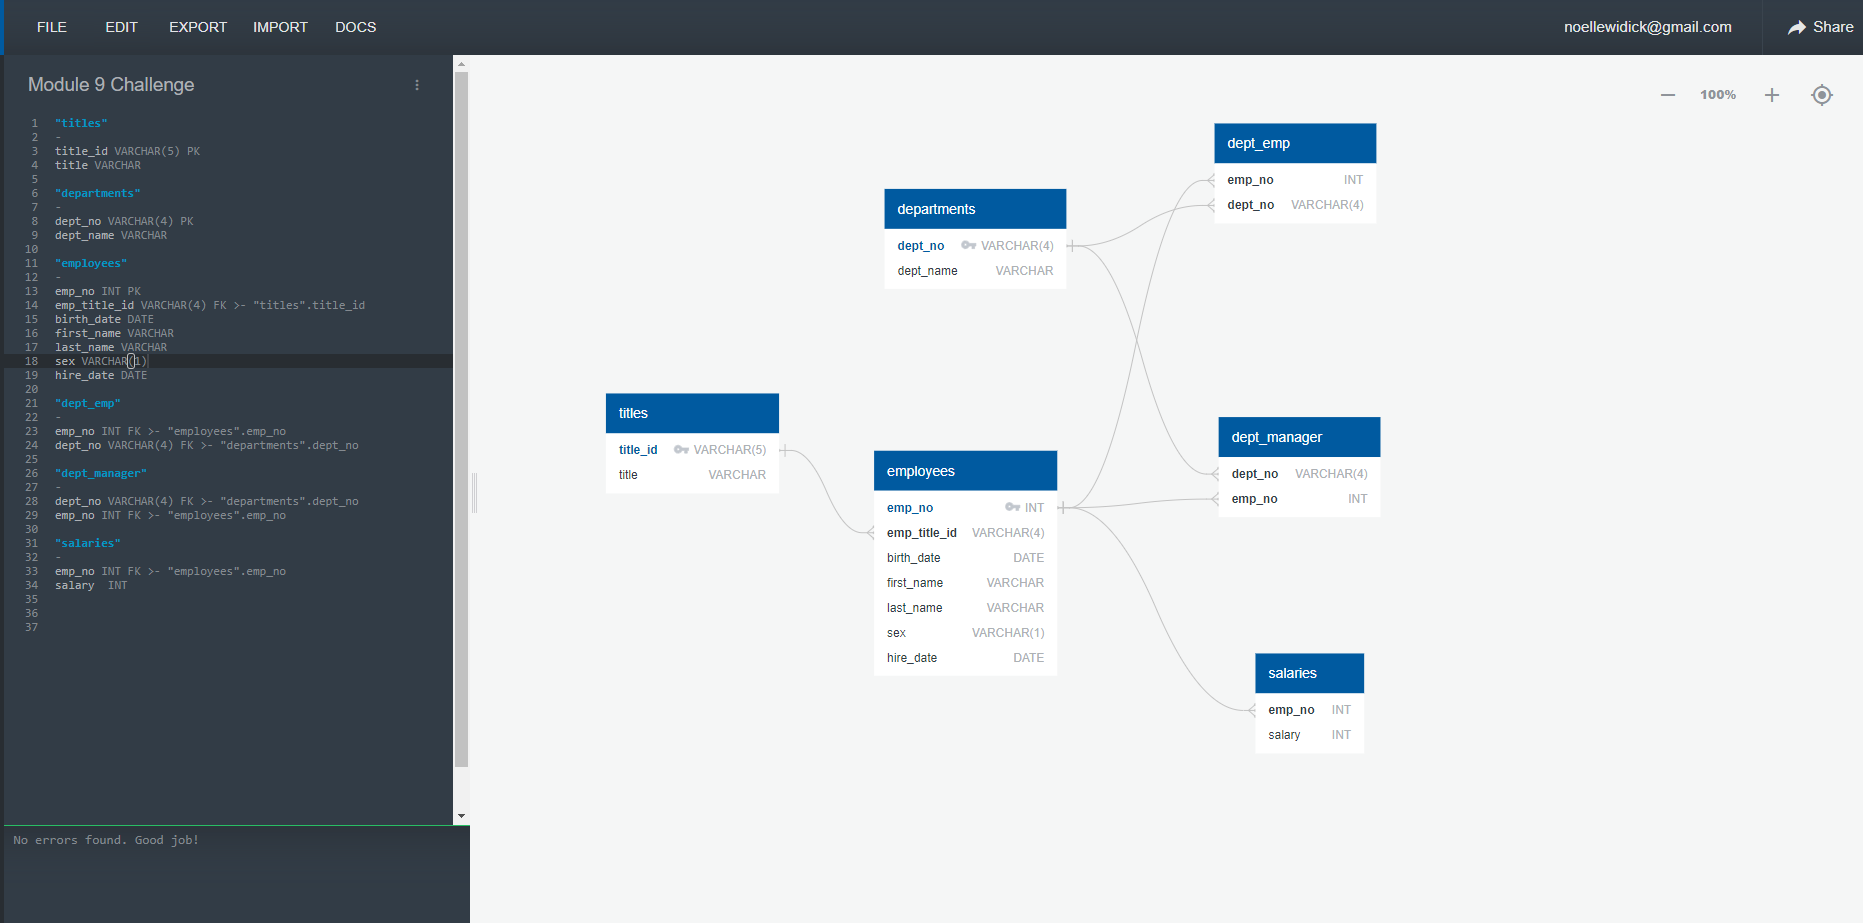 FILE EDIT EXPORT IMPORT DOCS noellewidick@gmail.com Share
Module 9 Challenge
1 "titles"
2 -
3 title_id VARCHAR(5) PK
4 title VARCHAR
5
6 "departments"
7 -
8 dept_no VARCHAR(4) PK
9 dept_name VARCHAR
10
11 "employees"
12 -
13 emp_no INT PK
14 emp_title_id VARCHAR(4) FK >- "titles".title_id
15 birth_date DATE
16 first_name VARCHAR
17 last_name VARCHAR
18 sex VARCHAR(1)
19 hire_date DATE
20
21 "dept_emp"
22 -
23 emp_no INT FK >- "employees".emp_no
24 dept_no VARCHAR(4) FK >- "departments".dept_no
25
26 "dept_manager"
27 -
28 dept_no VARCHAR(4) FK >- "departments".dept_no
29 emp_no INT FK >- "employees".emp_no
30
31 "salaries"
32 -
33 emp_no INT FK >- "employees".emp_no
34 salary  INT
35
36
37
No errors found. Good job!
100%
dept_emp
emp_no INT
dept_no VARCHAR(4)
departments
dept_no VARCHAR(4)
dept_name VARCHAR
titles
title_id VARCHAR(5)
title VARCHAR
employees
emp_no INT
emp_title_id VARCHAR(4)
birth_date DATE
first_name VARCHAR
last_name VARCHAR
sex VARCHAR(1)
hire_date DATE
dept_manager
dept_no VARCHAR(4)
emp_no INT
salaries
emp_no INT
salary INT